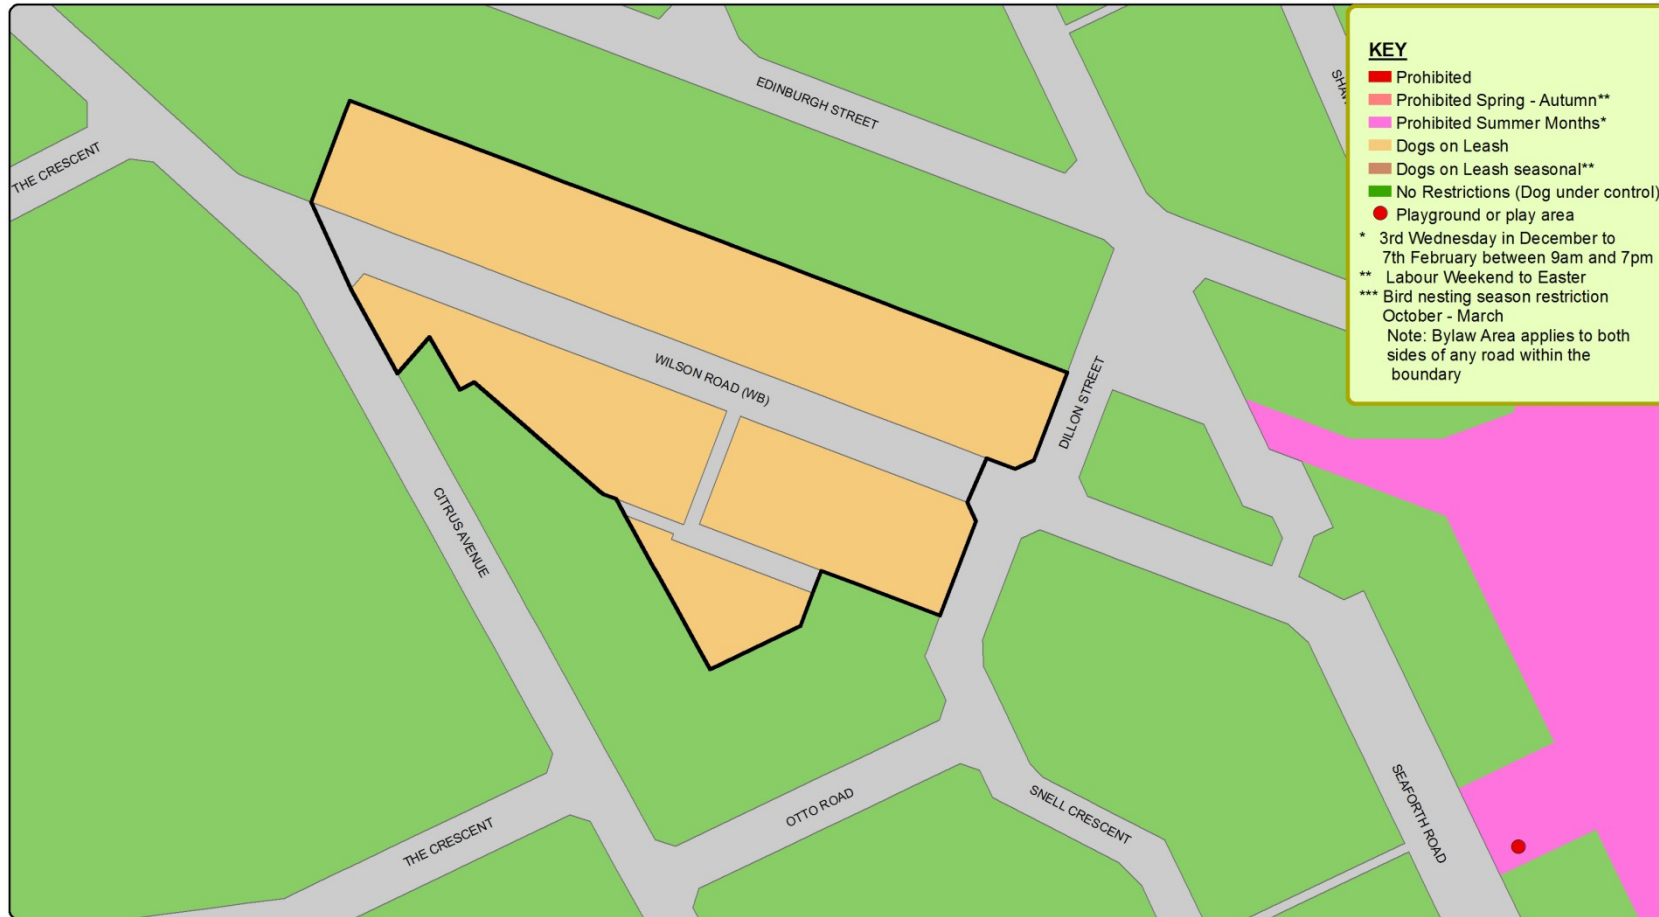 EDINBURGH STREET
THE CRESCENT
WILSON ROAD (WB)
DILLON STREET
CITRUS AVENUE
OTTO ROAD
SNELL CRESCENT
THE CRESCENT
SEAFORTH ROAD
KEY
Prohibited
Prohibited Spring - Autumn**
Prohibited Summer Months*
Dogs on Leash
Dogs on Leash seasonal**
No Restrictions (Dog under control)
Playground or play area
* 3rd Wednesday in December to
7th February between 9am and 7pm
** Labour Weekend to Easter
*** Bird nesting season restriction
October - March
Note: Bylaw Area applies to both
sides of any road within the
boundary